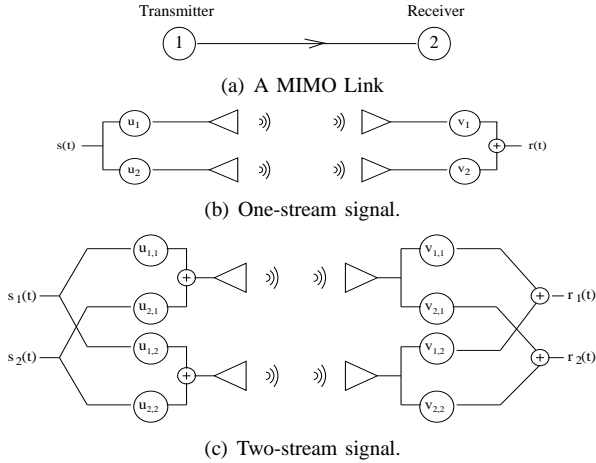 Transmitter Receiver
1 2
(a) A MIMO Link
u1 v1
s(t) + r(t)
u2 v2
(b) One-stream signal.
u1,1 v1,1
+
s1(t) + r1(t)
u2,1 v2,1
u1,2 v1,2
s2(t) + r2(t)
+
u2,2 v2,2
(c) Two-stream signal.